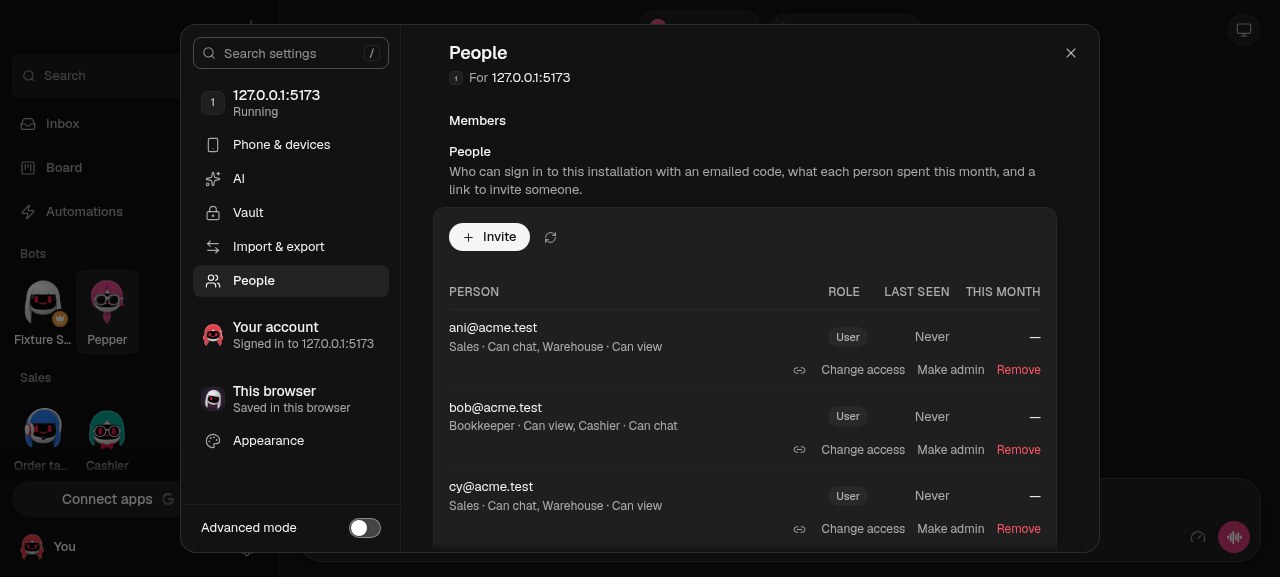 Search
Inbox
Board
Automations
Bots
Fixture S...
Pepper
Sales
Order ta...
Cashier
Connect apps
You
Search settings
/
1
127.0.0.1:5173
Running
Phone & devices
AI
Vault
Import & export
People
Your account
Signed in to 127.0.0.1:5173
This browser
Saved in this browser
Appearance
Advanced mode
People
1 For 127.0.0.1:5173
Members
People
Who can sign in to this installation with an emailed code, what each person spent this month, and a
link to invite someone.
Invite
PERSON ROLE LAST SEEN THIS MONTH
ani@acme.test
Sales · Can chat, Warehouse · Can view
User Never —
Change access Make admin Remove
bob@acme.test
Bookkeeper · Can view, Cashier · Can chat
User Never —
Change access Make admin Remove
cy@acme.test
Sales · Can chat, Warehouse · Can view
User Never —
Change access Make admin Remove